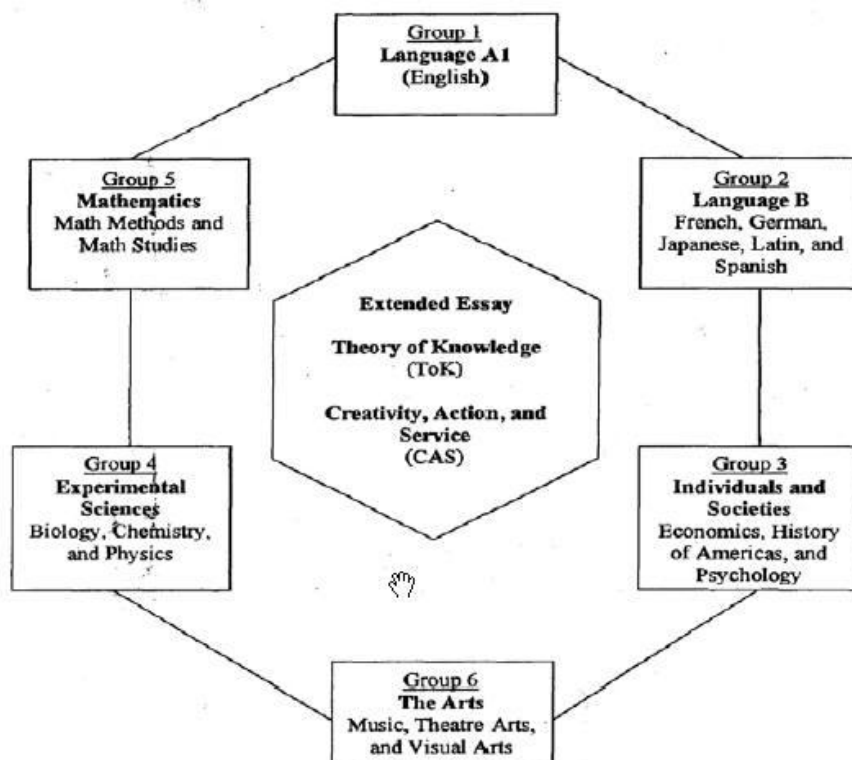 Group 1
Language A1
(English)
Group 5
Mathematics
Math Methods and
Math Studies
Group 2
Language B
French, German,
Japanese, Latin, and
Spanish
Extended Essay
Theory of Knowledge
(ToK)
Creativity, Action, and
Service
(CAS)
Group 4
Experimental
Sciences
Biology, Chemistry,
and Physics
Group 3
Individuals and
Societies
Economics, History
of Americas, and
Psychology
Group 6
The Arts
Music, Theatre Arts,
and Visual Arts